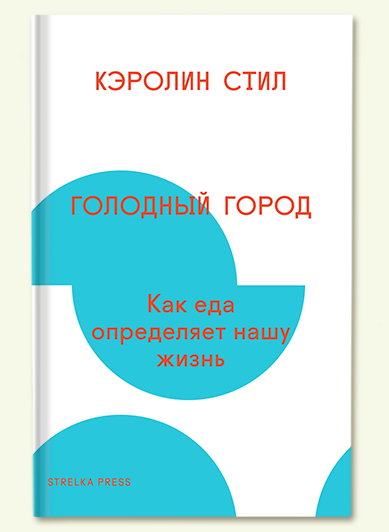 КЭРОЛИН СТИЛ
ГОЛОДНЫЙ ГОРОД
Как еда
определяет нашу
жизнь
STRELKA PRESS